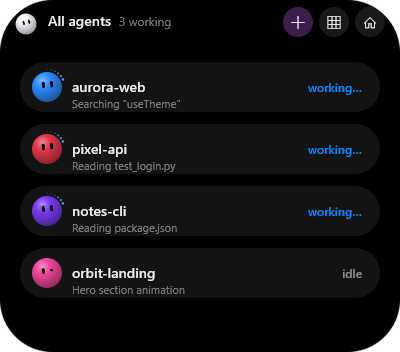 All agents 3 working
aurora-web
working...
Searching “useTheme”
pixel-api
working...
Reading test_login.py
notes-cli
working...
Reading package.json
orbit-landing
idle
Hero section animation